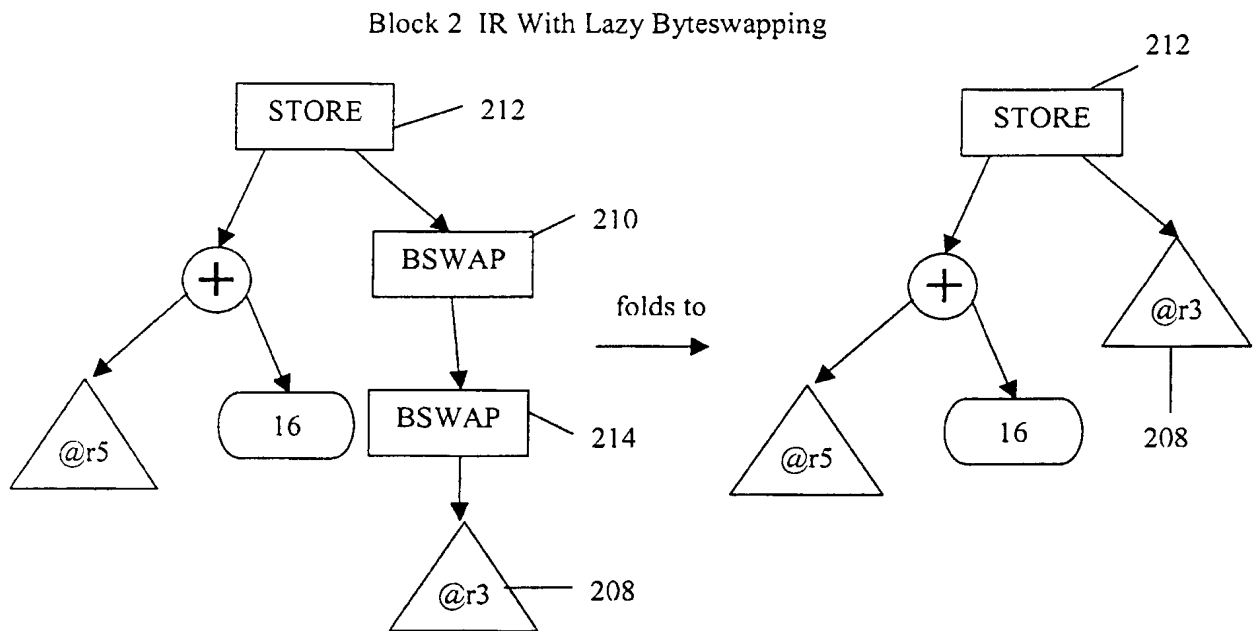 Block 2 IR With Lazy Byteswapping
STORE
212
BSWAP
210
+
@r5
16
BSWAP
214
@r3
208
folds to
STORE
212
+
@r3
208
@r5
16